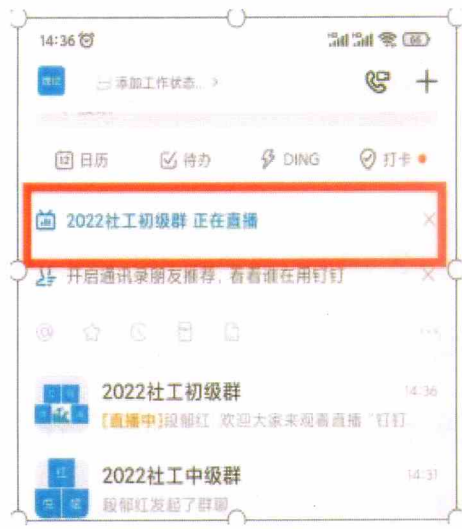 14:36
66
添加工作状态... >
12 日历 待办 DING 打卡
2022社工初级群 正在直播
开启通讯录朋友推荐，看看谁在用钉钉
2022社工初级群 14:36
[直播中]段郁红 欢迎大家来观看直播“钉钉...
2022社工中级群 14:31
段郁红发起了群聊